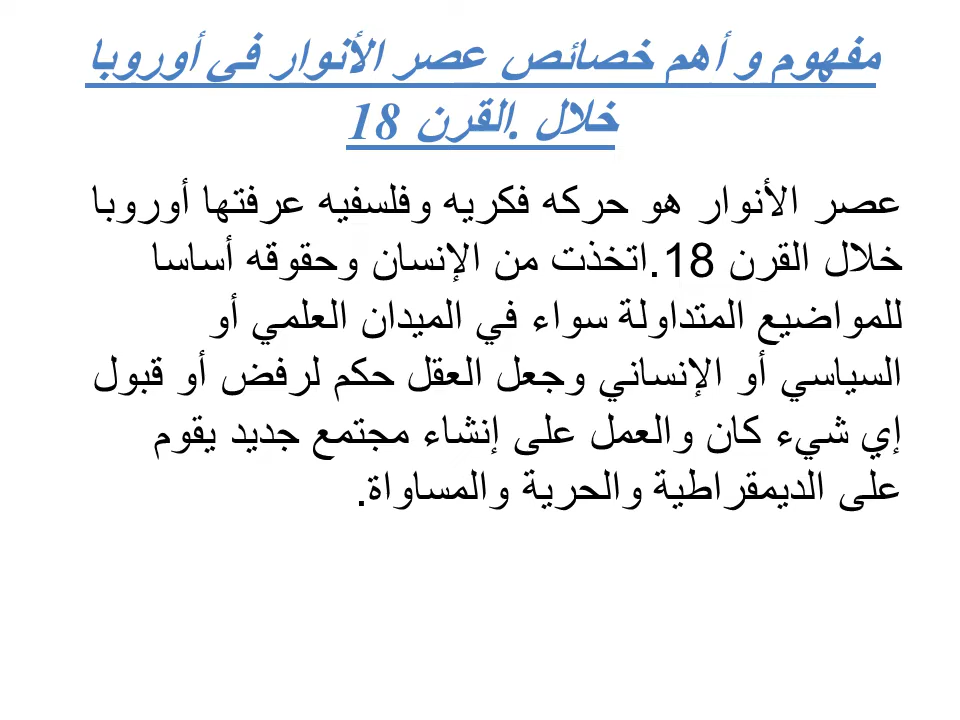 مفهوم و أهم خصائص عصر الأنوار في أوروبا
خلال .القرن 18
عصر الأنوار هو حركه فكريه وفلسفيه عرفتها أوروبا
خلال القرن 18.اتخذت من الإنسان وحقوقه أساسا
للمواضيع المتداولة سواء في الميدان العلمي أو
السياسي أو الإنساني وجعل العقل حكم لرفض أو قبول
إي شيء كان والعمل على إنشاء مجتمع جديد يقوم
على الديمقراطية والحرية والمساواة.